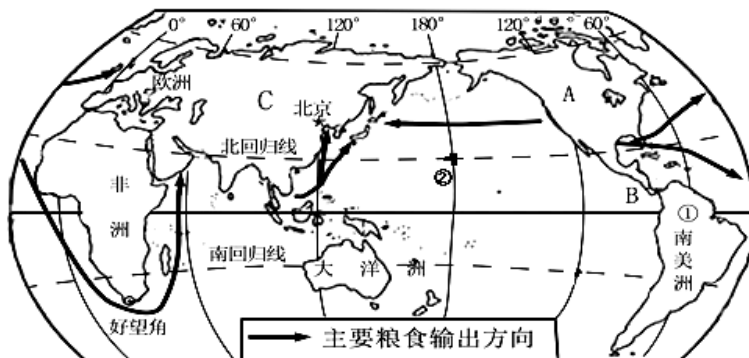 0° 60° 120° 180° 120° 60°
欧洲
C
A
北京
北回归线
②
非洲
B
①
南美洲
南回归线
大洋洲
好望角
主要粮食输出方向